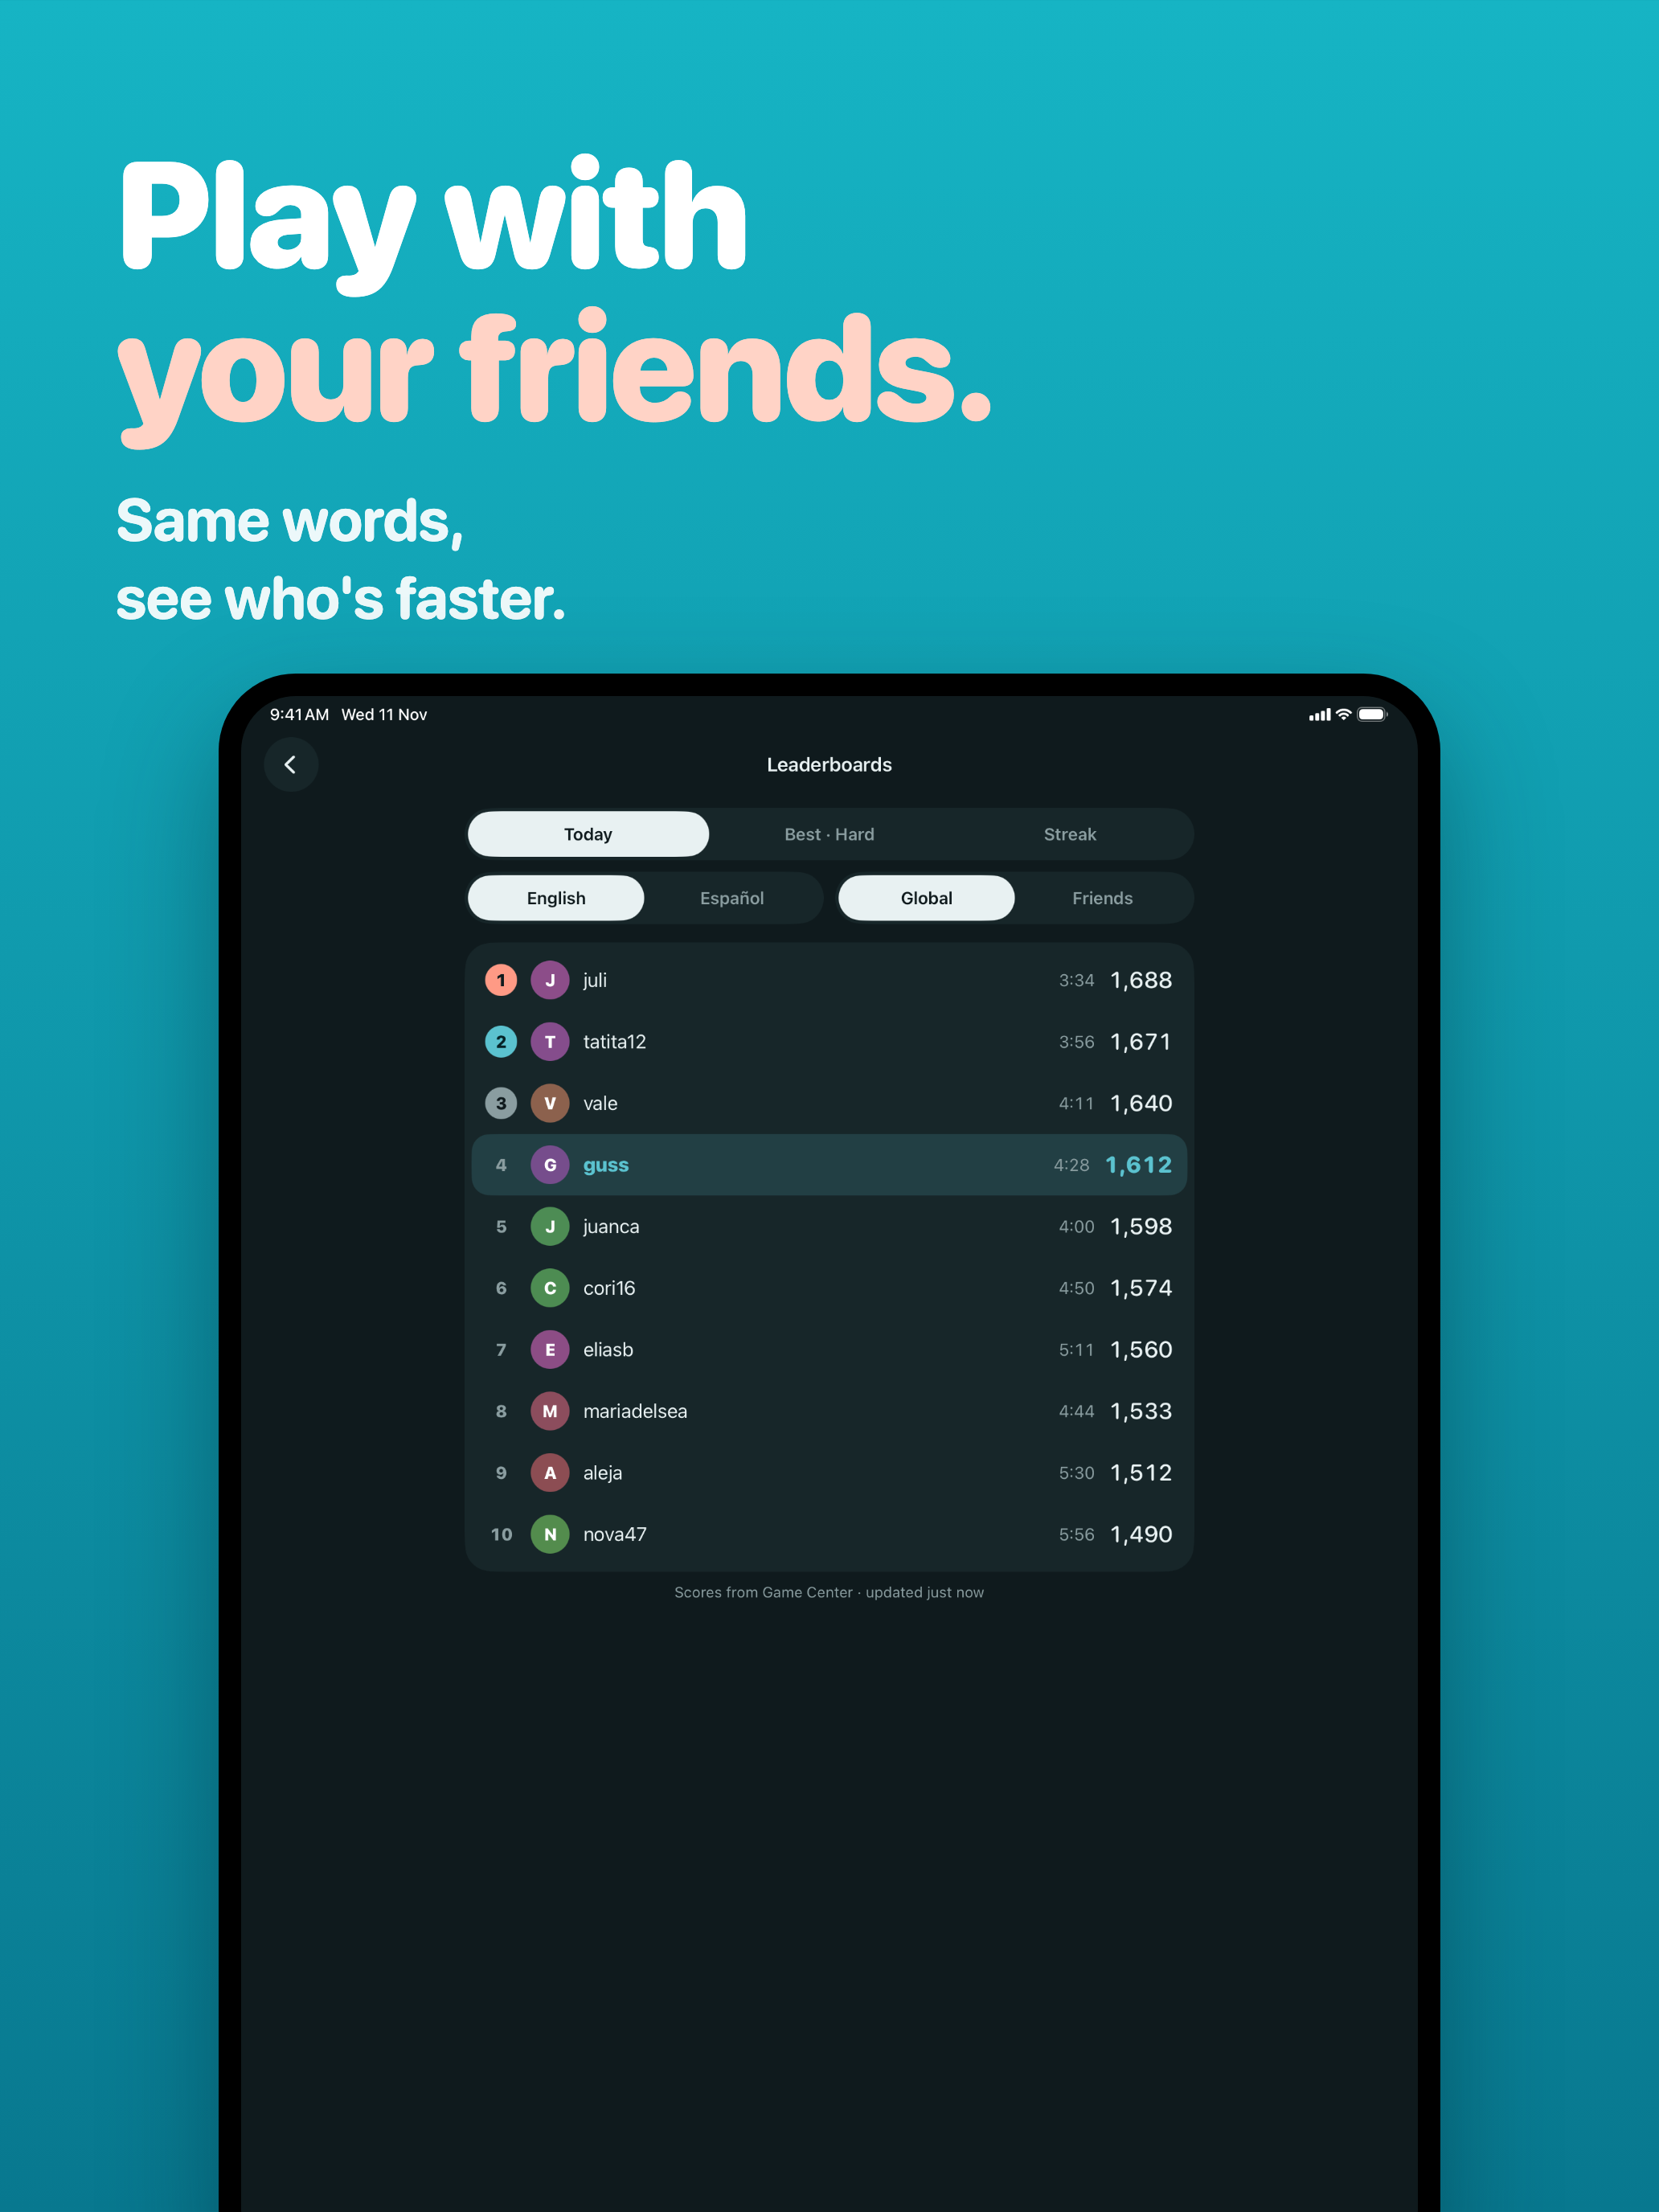 Play with
your friends.
Same words,
see who's faster.
9:41 AM Wed 11 Nov
Leaderboards
Today Best · Hard Streak
English Español Global Friends
1 J juli 3:34 1,688
2 T tatita12 3:56 1,671
3 V vale 4:11 1,640
4 G guss 4:28 1,612
5 J juanca 4:00 1,598
6 C cori16 4:50 1,574
7 E eliasb 5:11 1,560
8 M mariadelsea 4:44 1,533
9 A aleja 5:30 1,512
10 N nova47 5:56 1,490
Scores from Game Center · updated just now